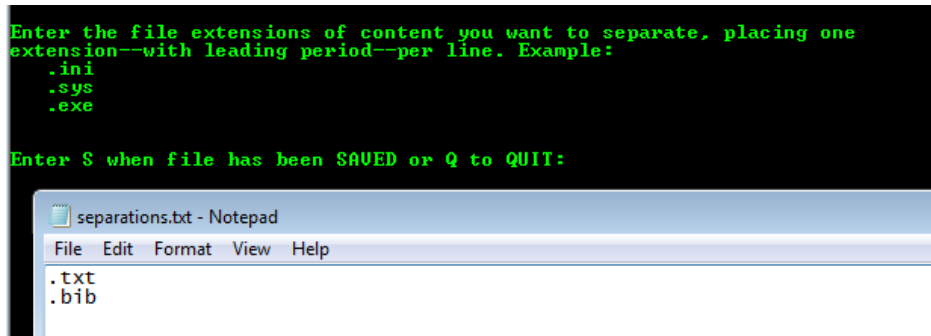 Enter the file extensions of content you want to separate, placing one
extension--with leading period--per line. Example:
.ini
.sys
.exe
Enter S when file has been SAVED or Q to QUIT:
separations.txt - Notepad
File Edit Format View Help
.txt
.bib